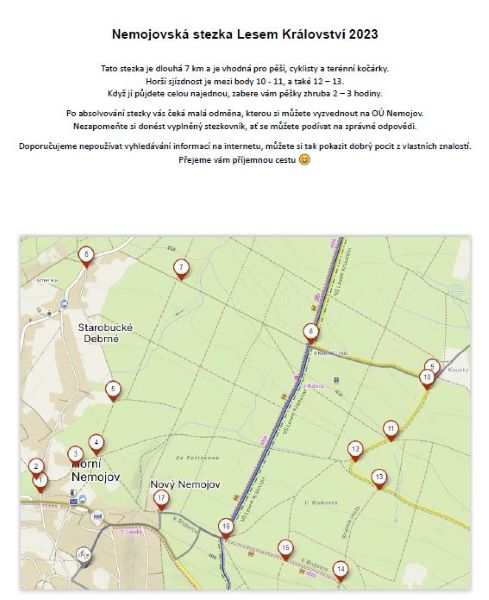 Nemojovská stezka Lesem Království 2023
Tato stezka je dlouhá 7 km a je vhodná pro pěší, cyklisty a terénní kočárky.
Horší sjízdnost je mezi body 10 - 11, a také 12 – 13.
Když jí půjdete celou najednou, zabere vám pěšky zhruba 2 – 3 hodiny.
Po absolvování stezky vás čeká malá odměna, kterou si můžete vyzvednout na OÚ Nemojov.
Nezapomeňte si donést vyplněný stezkovník, ať se můžete podívat na správné odpovědi.
Doporučujeme nepoužívat vyhledávání informací na internetu, můžete si tak pokazit dobrý pocit z vlastních znalostí.
Přejeme vám příjemnou cestu 😊
6
7
Starobucké
Debrné
8
9
10
Kousky
5
11
4
3
12
Horní
Nemojov
2
1
13
Nový Nemojov
17
U Huberta
16
15
14